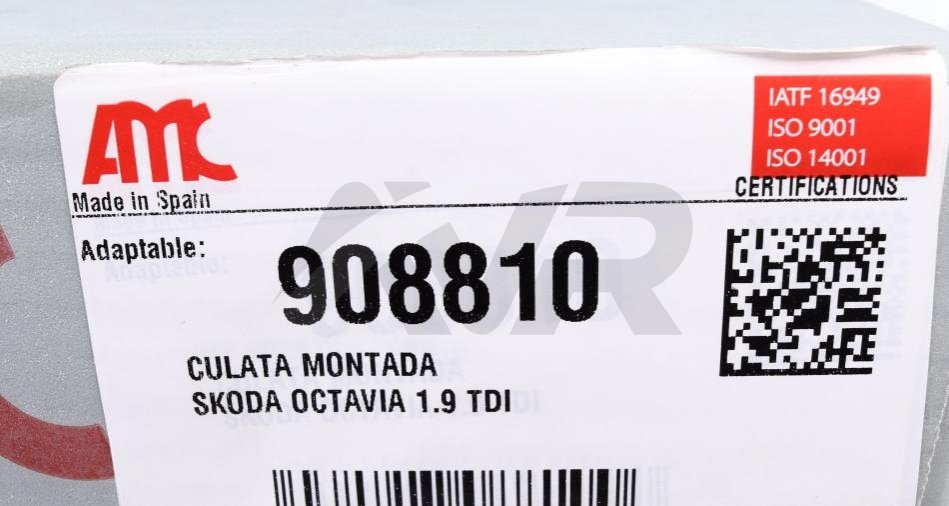 AMC
IATF 16949
ISO 9001
ISO 14001
Made in Spain
CERTIFICATIONS
Adaptable:
908810
CULATA MONTADA
SKODA OCTAVIA 1.9 TDI